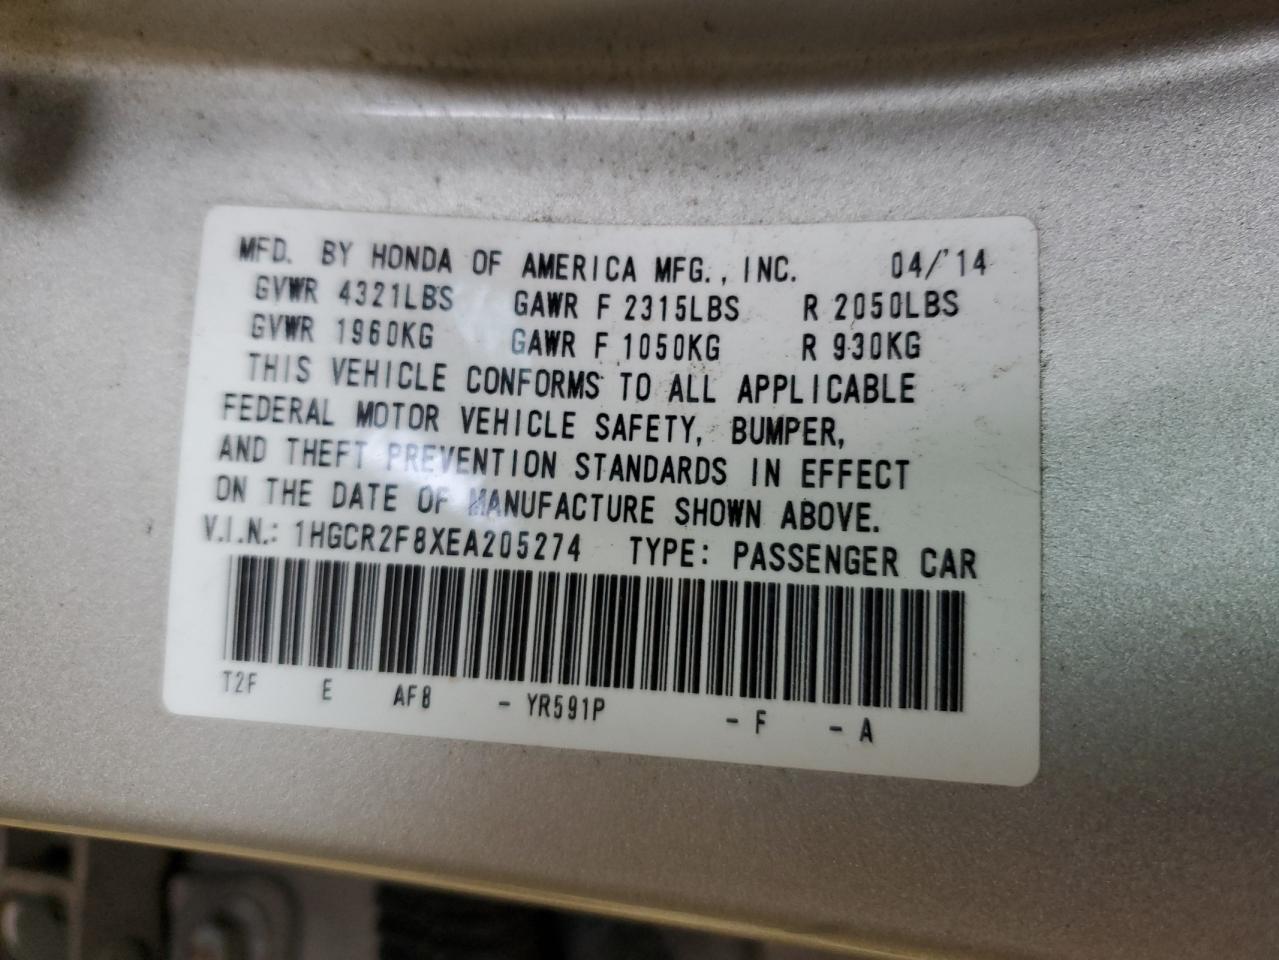 MFD. BY HONDA OF AMERICA MFG., INC. 04/'14
GVWR 4321LBS GAWR F 2315LBS R 2050LBS
GVWR 1960KG GAWR F 1050KG R 930KG
THIS VEHICLE CONFORMS TO ALL APPLICABLE
FEDERAL MOTOR VEHICLE SAFETY, BUMPER,
AND THEFT PREVENTION STANDARDS IN EFFECT
ON THE DATE OF MANUFACTURE SHOWN ABOVE.
V.I.N.: 1HGCR2F8XEA205274 TYPE: PASSENGER CAR
T2F E AF8 - YR591P - F - A